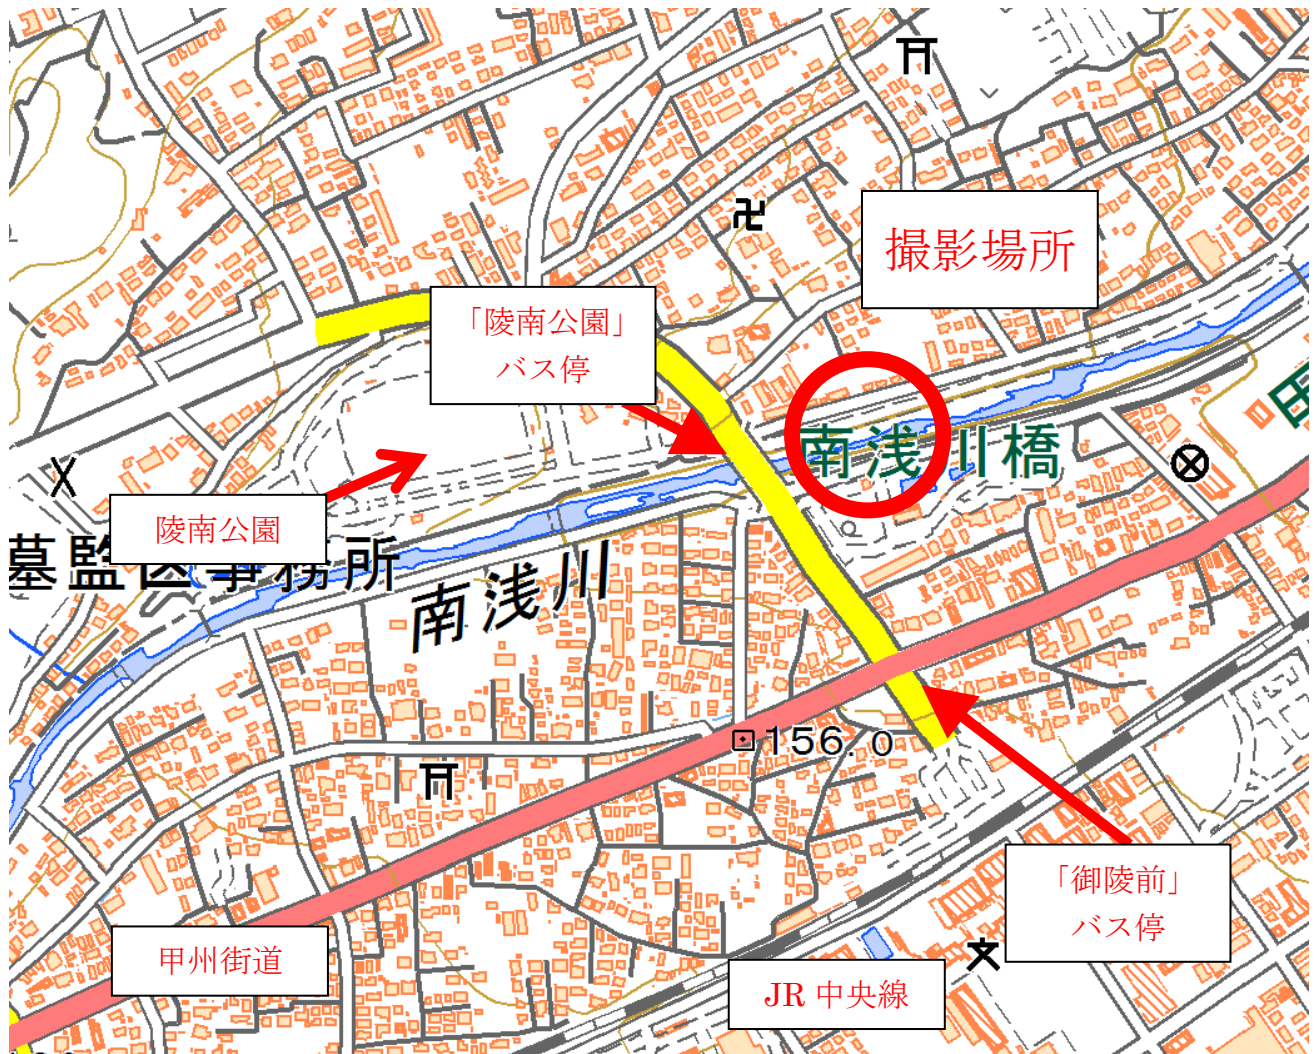 撮影場所
「陵南公園」
バス停
南浅川橋
陵南公園
墓監区事務所
南浅川
156.0
「御陵前」
バス停
甲州街道
JR 中央線